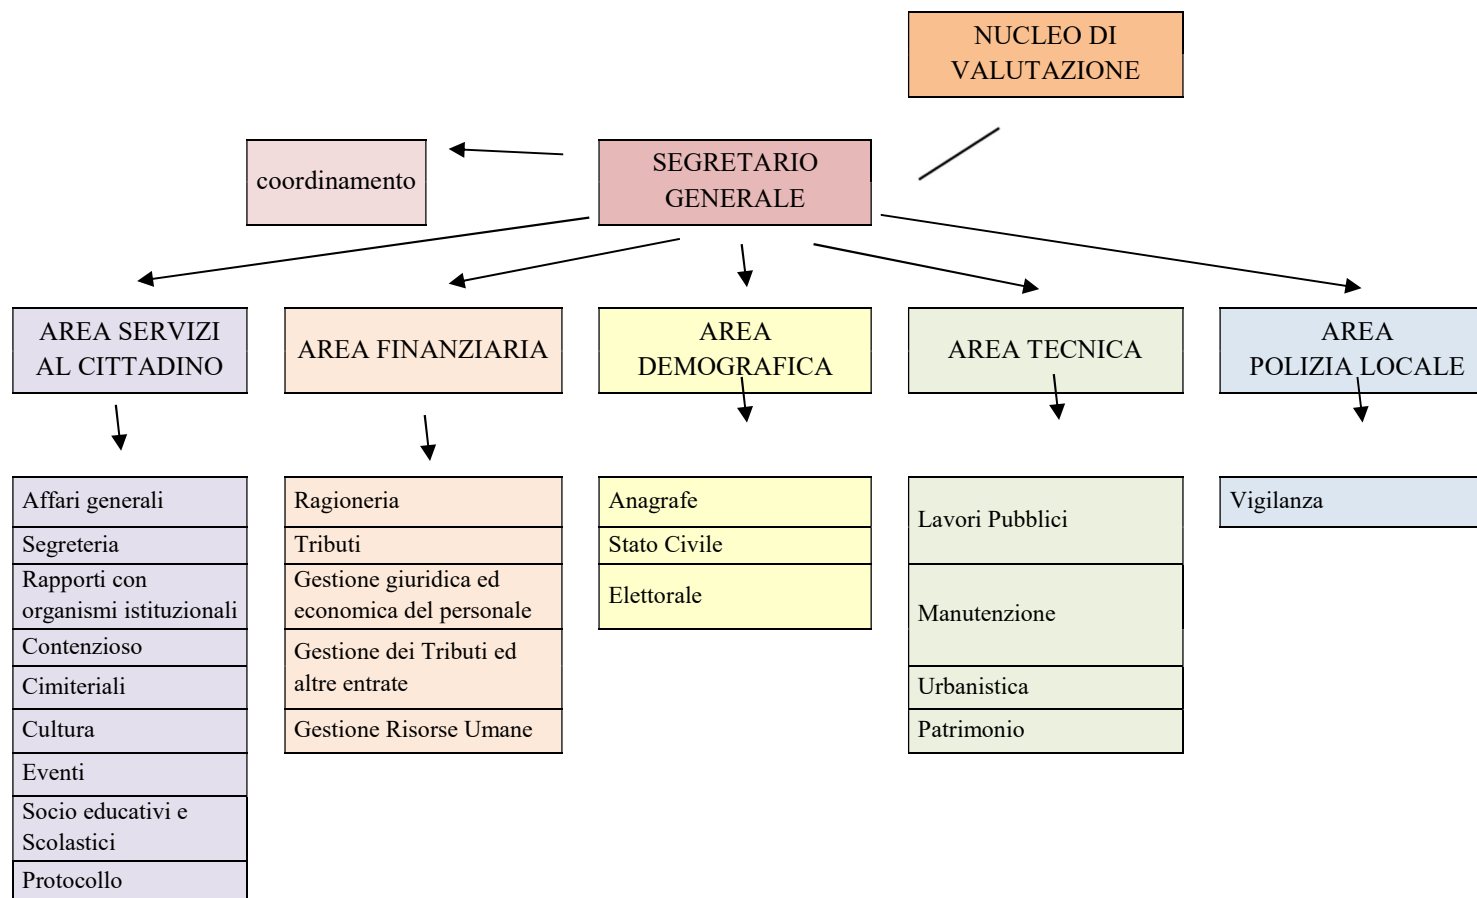 NUCLEO DI
VALUTAZIONE
coordinamento
SEGRETARIO
GENERALE
AREA SERVIZI
AL CITTADINO
AREA FINANZIARIA
AREA
DEMOGRAFICA
AREA TECNICA
AREA
POLIZIA LOCALE
Affari generali
Segreteria
Rapporti con
organismi istituzionali
Contenzioso
Cimiteriali
Cultura
Eventi
Socio educativi e
Scolastici
Protocollo
Ragioneria
Tributi
Gestione giuridica ed
economica del personale
Gestione dei Tributi ed
altre entrate
Gestione Risorse Umane
Anagrafe
Stato Civile
Elettorale
Lavori Pubblici
Manutenzione
Urbanistica
Patrimonio
Vigilanza